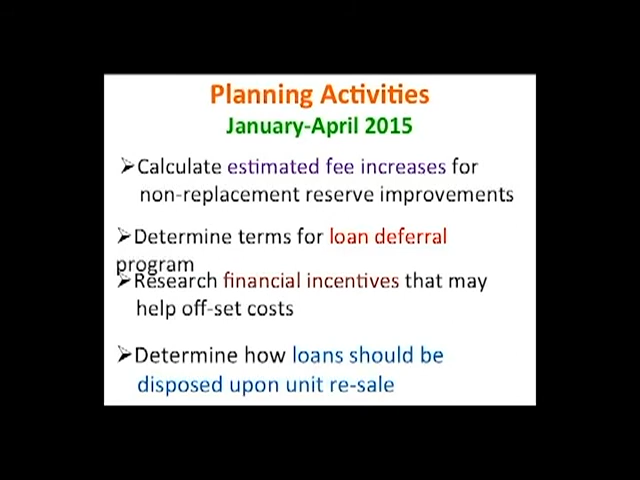 Planning Activities
January-April 2015
➢Calculate estimated fee increases for
non-replacement reserve improvements
➢Determine terms for loan deferral
program
➢Research financial incentives that may
help off-set costs
➢Determine how loans should be
disposed upon unit re-sale